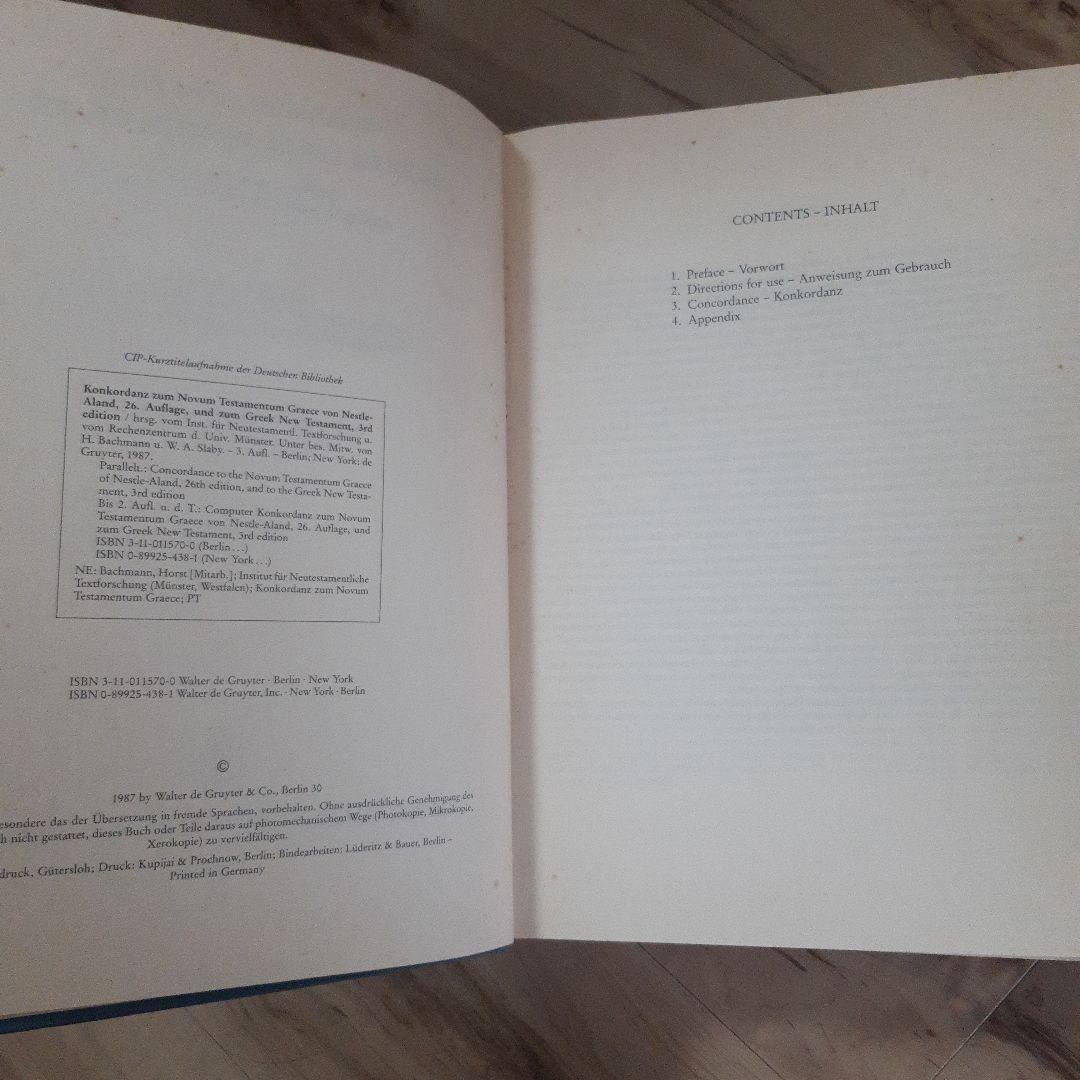 CIP-Kurztitelaufnahme der Deutschen Bibliothek
Konkordanz zum Novum Testamentum Graece von Nestle-
Aland, 26. Auflage, und zum Greek New Testament, 3rd
edition / hrsg. vom Inst. für Neutestamentl. Textforschung u.
vom Rechenzentrum d. Univ. Münster. Unter bes. Mitw. von
H. Bachmann u. W. A. Slaby. – 3. Aufl. – Berlin; New York: de
Gruyter, 1987.
Parallelt.: Concordance to the Novum Testamentum Graece
of Nestle-Aland, 26th edition, and to the Greek New Testa-
ment, 3rd edition
Bis 2. Aufl. u. d. T.: Computer Konkordanz zum Novum
Testamentum Graece von Nestle-Aland, 26. Auflage, und
zum Greek New Testament, 3rd edition
ISBN 3-11-011570-0 (Berlin . . .)
ISBN 0-89925-438-1 (New York . . .)
NE: Bachmann, Horst [Mitarb.]; Institut für Neutestamentliche
Textforschung (Münster, Westfalen); Konkordanz zum Novum
Testamentum Graece; PT
ISBN 3-11-011570-0 Walter de Gruyter · Berlin · New York
ISBN 0-89925-438-1 Walter de Gruyter, Inc. · New York · Berlin
©
1987 by Walter de Gruyter & Co., Berlin 30
esondere das der Übersetzung in fremde Sprachen, vorbehalten. Ohne ausdrückliche Genehmigung des
h nicht gestattet, dieses Buch oder Teile daraus auf photomechanischem Wege (Photokopie, Mikrokopie,
Xerokopie) zu vervielfältigen.
druck, Gütersloh; Druck: Kupijai & Prochnow, Berlin; Bindearbeiten: Lüderitz & Bauer, Berlin –
Printed in Germany
CONTENTS – INHALT
1. Preface – Vorwort
2. Directions for use – Anweisung zum Gebrauch
3. Concordance – Konkordanz
4. Appendix